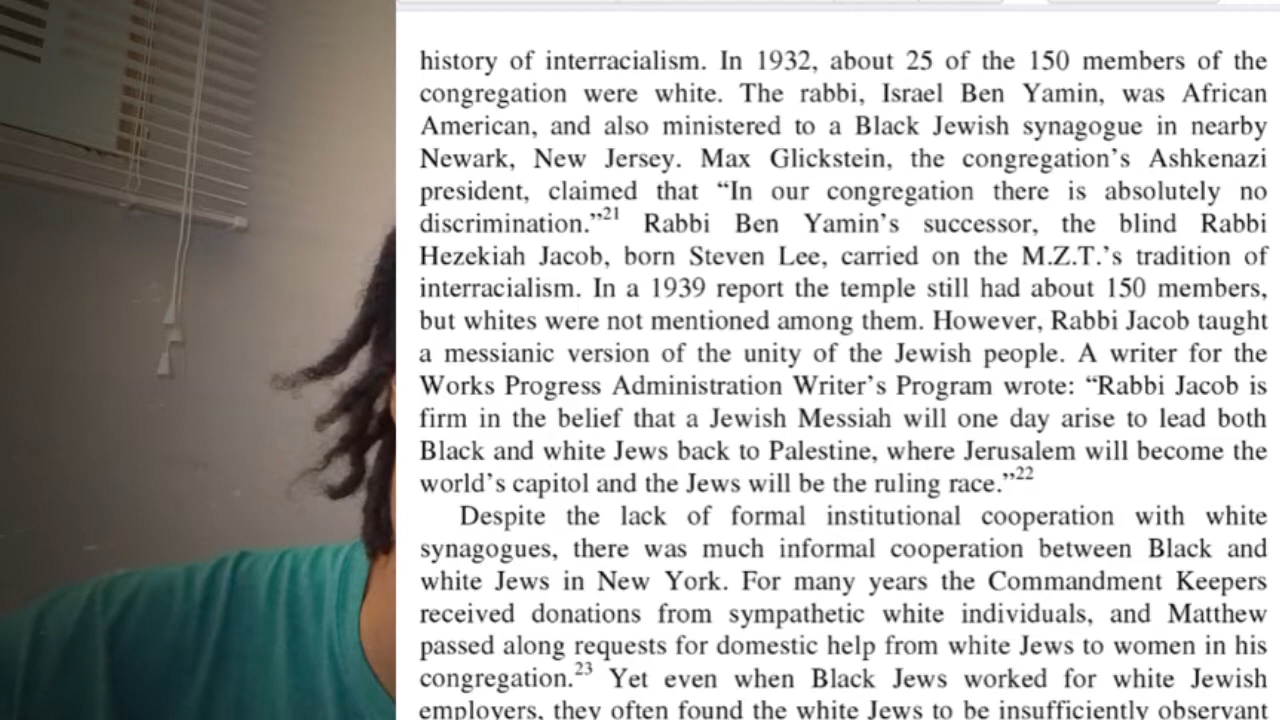 history of interracialism. In 1932, about 25 of the 150 members of the
congregation were white. The rabbi, Israel Ben Yamin, was African
American, and also ministered to a Black Jewish synagogue in nearby
Newark, New Jersey. Max Glickstein, the congregation’s Ashkenazi
president, claimed that “In our congregation there is absolutely no
discrimination.”21 Rabbi Ben Yamin’s successor, the blind Rabbi
Hezekiah Jacob, born Steven Lee, carried on the M.Z.T.’s tradition of
interracialism. In a 1939 report the temple still had about 150 members,
but whites were not mentioned among them. However, Rabbi Jacob taught
a messianic version of the unity of the Jewish people. A writer for the
Works Progress Administration Writer’s Program wrote: “Rabbi Jacob is
firm in the belief that a Jewish Messiah will one day arise to lead both
Black and white Jews back to Palestine, where Jerusalem will become the
world’s capitol and the Jews will be the ruling race.”22
Despite the lack of formal institutional cooperation with white
synagogues, there was much informal cooperation between Black and
white Jews in New York. For many years the Commandment Keepers
received donations from sympathetic white individuals, and Matthew
passed along requests for domestic help from white Jews to women in his
congregation.23 Yet even when Black Jews worked for white Jewish
employers, they often found the white Jews to be insufficiently observant